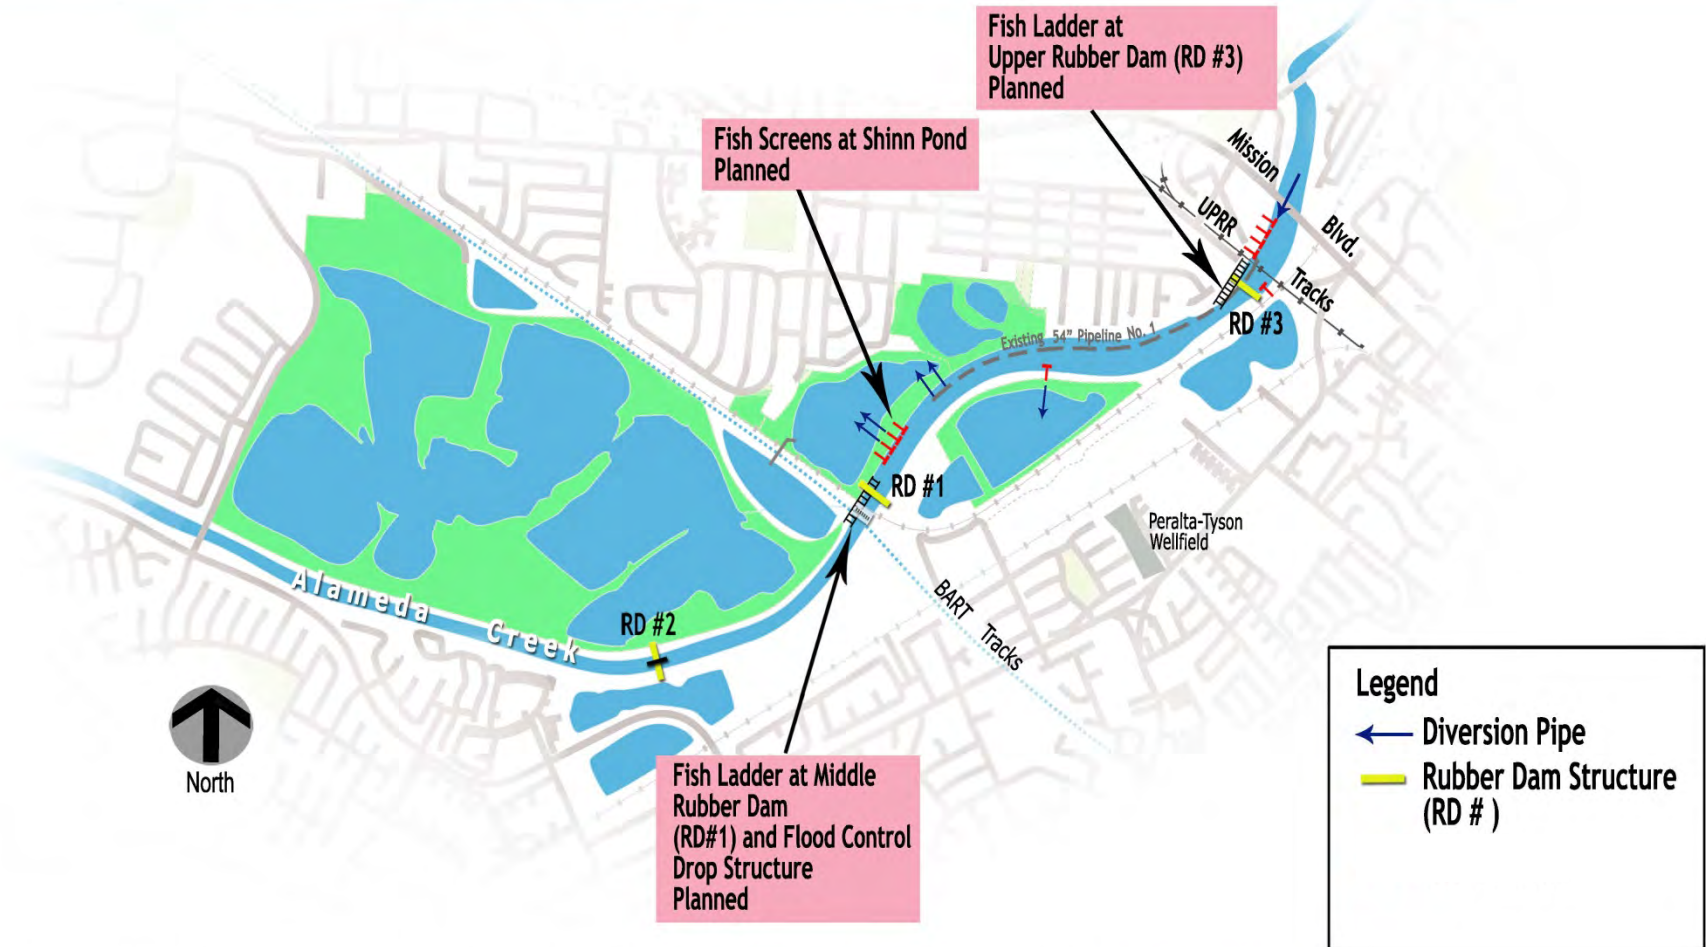 Fish Ladder at
Upper Rubber Dam (RD #3)
Planned
Fish Screens at Shinn Pond
Planned
Mission
Blvd.
UPRR
Tracks
RD #3
Existing 54" Pipeline No. 1
RD #1
Peralta-Tyson
Wellfield
BART Tracks
Alameda Creek
RD #2
North
Fish Ladder at Middle
Rubber Dam
(RD#1) and Flood Control
Drop Structure
Planned
Legend
Diversion Pipe
Rubber Dam Structure
(RD # )